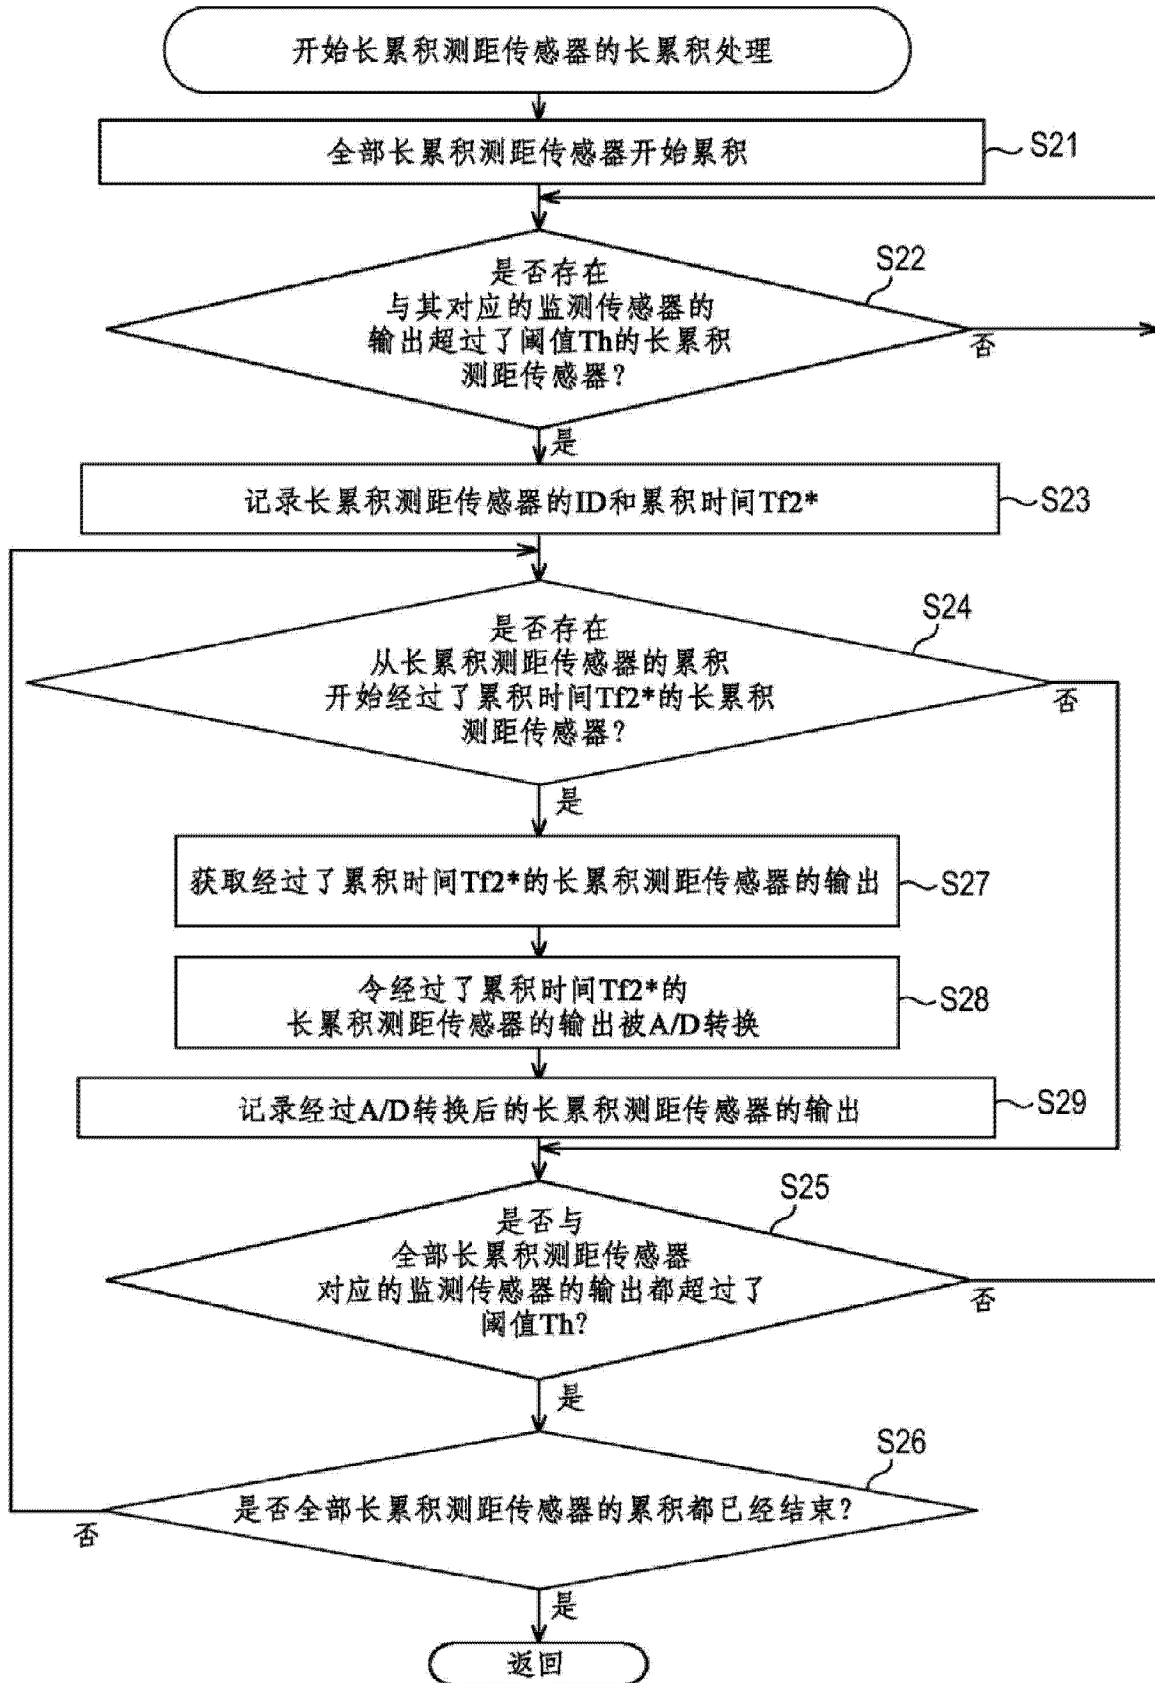 开始长累积测距传感器的长累积处理
全部长累积测距传感器开始累积
S21
是否存在
与其对应的监测传感器的
输出超过了阈值Th的长累积
测距传感器?
S22
否
是
记录长累积测距传感器的ID和累积时间Tf2*
S23
是否存在
从长累积测距传感器的累积
开始经过了累积时间Tf2*的长累积
测距传感器?
S24
否
是
获取经过了累积时间Tf2*的长累积测距传感器的输出
S27
令经过了累积时间Tf2*的
长累积测距传感器的输出被A/D转换
S28
记录经过A/D转换后的长累积测距传感器的输出
S29
是否与
全部长累积测距传感器
对应的监测传感器的输出都超过了
阈值Th?
S25
否
是
是否全部长累积测距传感器的累积都已经结束?
S26
否
是
返回